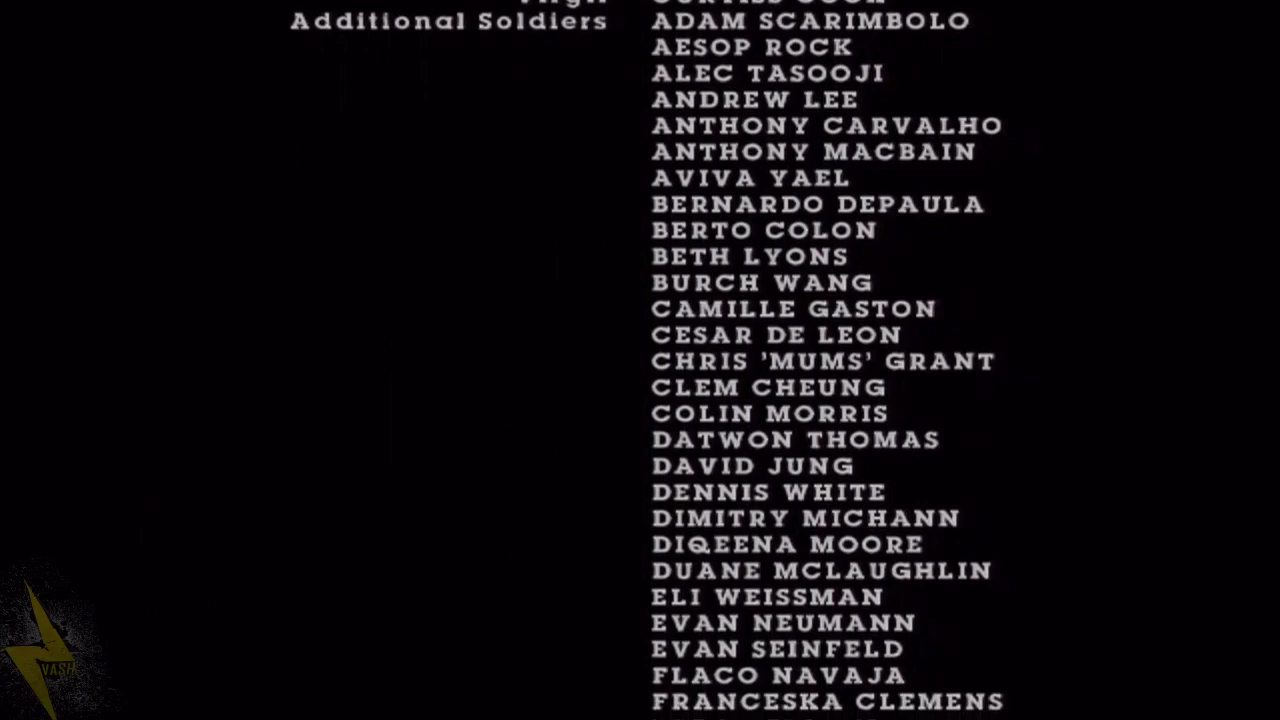 Additional Soldiers ADAM SCARIMBOLO
AESOP ROCK
ALEC TASOOJI
ANDREW LEE
ANTHONY CARVALHO
ANTHONY MACBAIN
AVIVA YAEL
BERNARDO DEPAULA
BERTO COLON
BETH LYONS
BURCH WANG
CAMILLE GASTON
CESAR DE LEON
CHRIS 'MUMS' GRANT
CLEM CHEUNG
COLIN MORRIS
DATWON THOMAS
DAVID JUNG
DENNIS WHITE
DIMITRY MICHANN
DIQEENA MOORE
DUANE MCLAUGHLIN
ELI WEISSMAN
EVAN NEUMANN
EVAN SEINFELD
FLACO NAVAJA
FRANCESKA CLEMENS
VASH